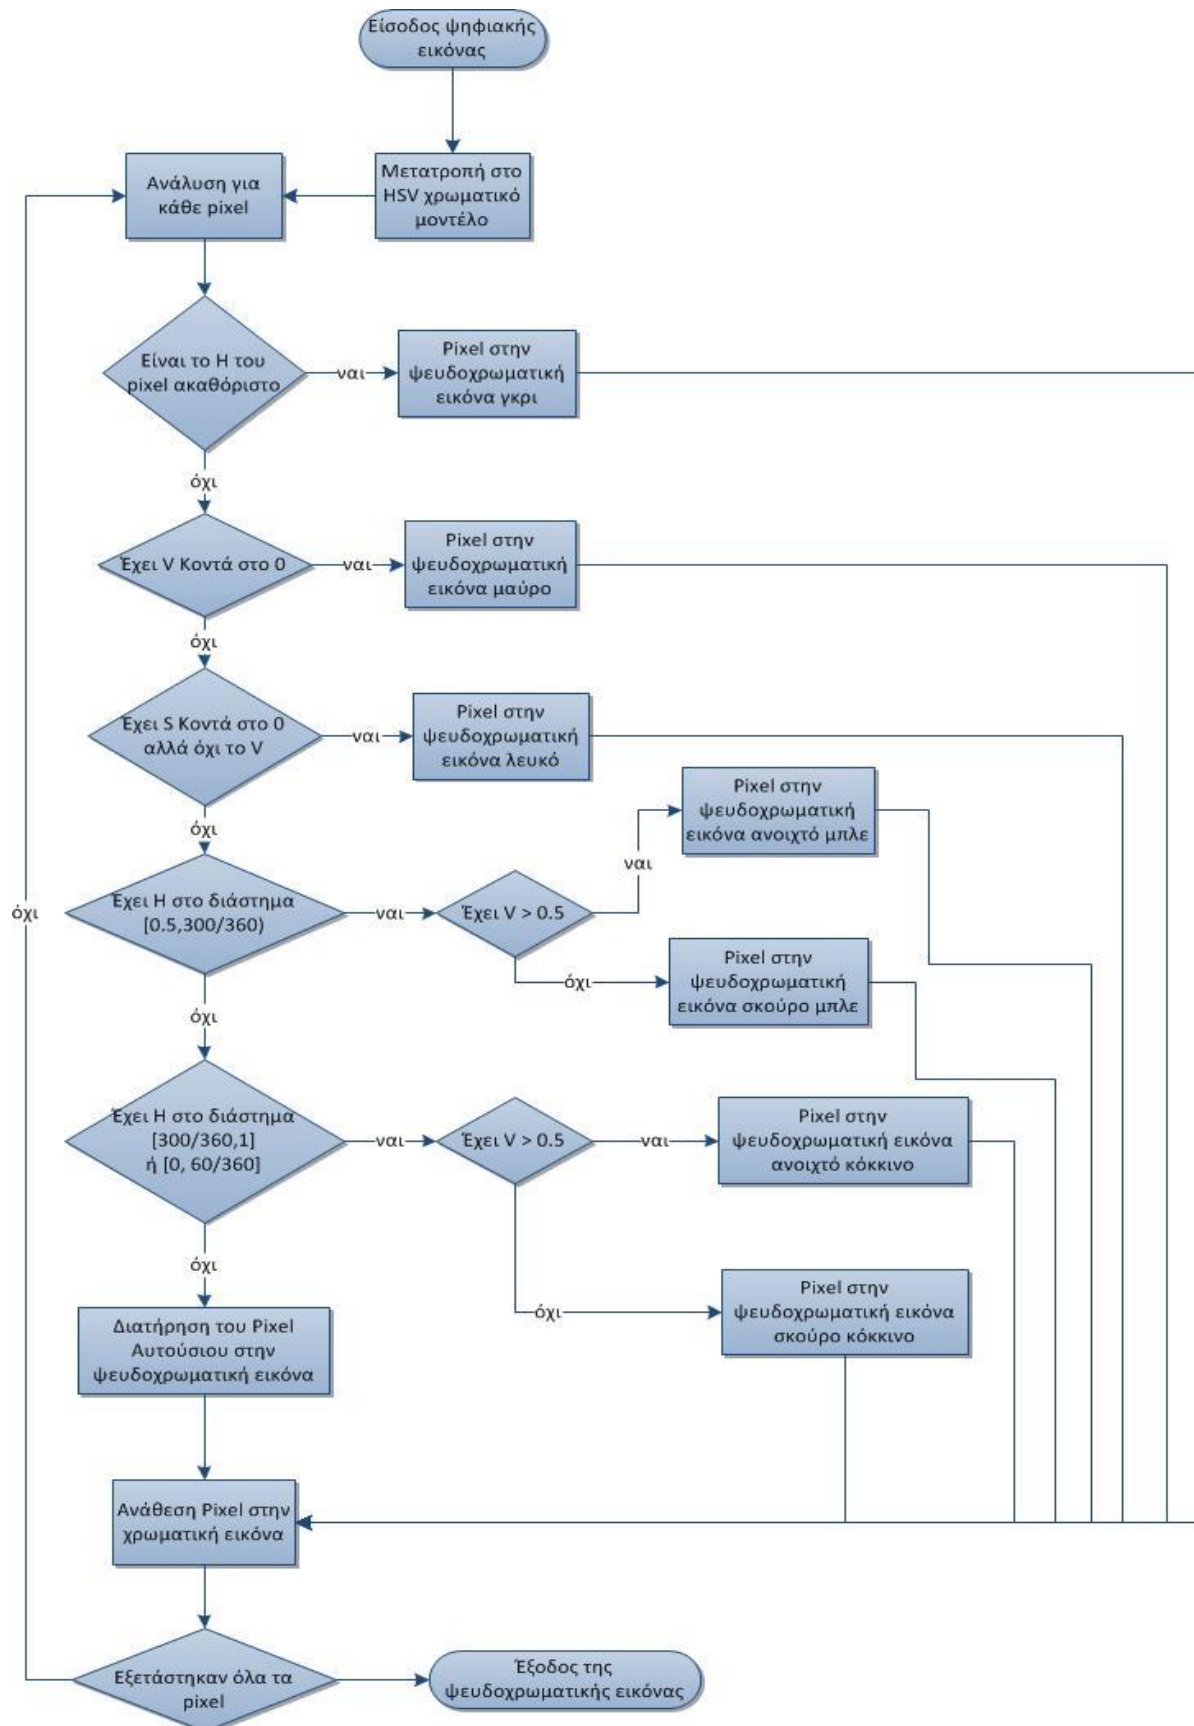 Είσοδος ψηφιακής
εικόνας
Μετατροπή στο
HSV χρωματικό
μοντέλο
Ανάλυση για
κάθε pixel
Είναι το H του
pixel ακαθόριστο
ναι
Pixel στην
ψευδοχρωματική
εικόνα γκρι
όχι
Έχει V Κοντά στο 0
ναι
Pixel στην
ψευδοχρωματική
εικόνα μαύρο
όχι
Έχει S Κοντά στο 0
αλλά όχι το V
ναι
Pixel στην
ψευδοχρωματική
εικόνα λευκό
όχι
Έχει H στο διάστημα
[0.5,300/360)
ναι
Έχει V > 0.5
ναι
Pixel στην
ψευδοχρωματική
εικόνα ανοιχτό μπλε
όχι
Pixel στην
ψευδοχρωματική
εικόνα σκούρο μπλε
όχι
Έχει H στο διάστημα
[300/360,1]
ή [0, 60/360]
ναι
Έχει V > 0.5
ναι
Pixel στην
ψευδοχρωματική εικόνα
ανοιχτό κόκκινο
όχι
Pixel στην
ψευδοχρωματική εικόνα
σκούρο κόκκινο
όχι
Διατήρηση του Pixel
Αυτούσιου στην
ψευδοχρωματική εικόνα
Ανάθεση Pixel στην
χρωματική εικόνα
Εξετάστηκαν όλα τα
pixel
όχι
Έξοδος της
ψευδοχρωματικής εικόνας